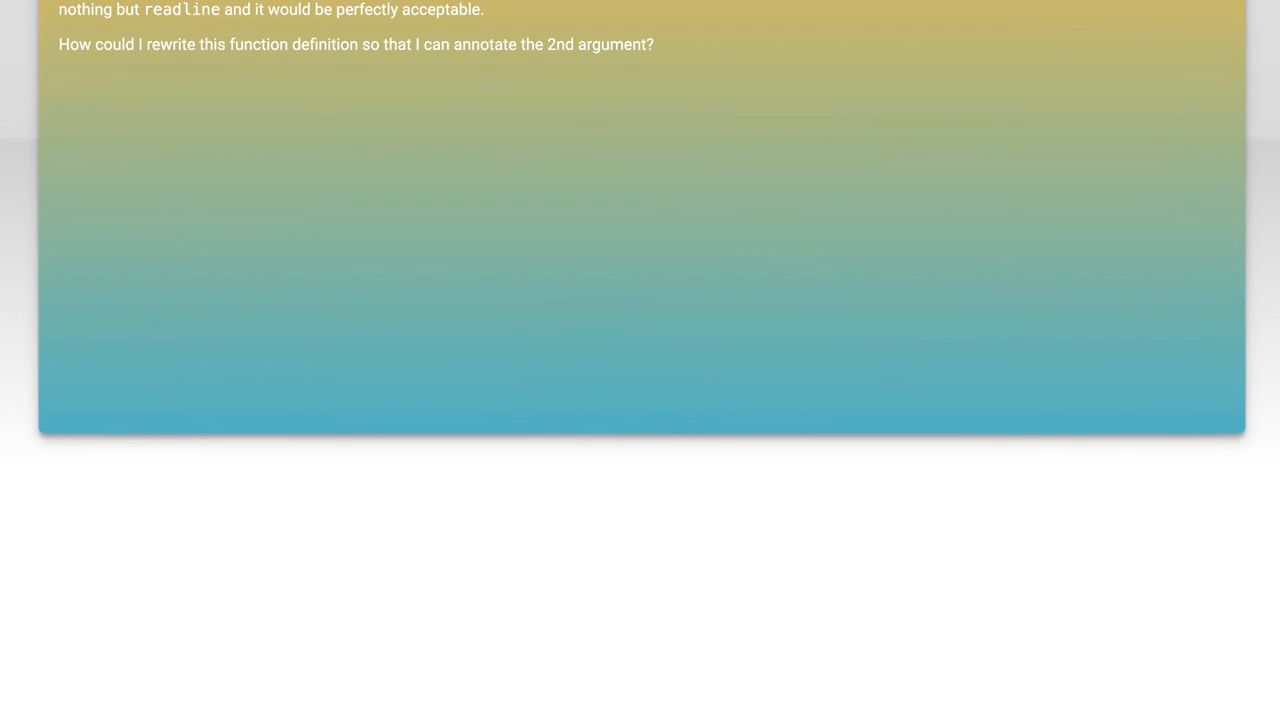 nothing but readline and it would be perfectly acceptable.
How could I rewrite this function definition so that I can annotate the 2nd argument?